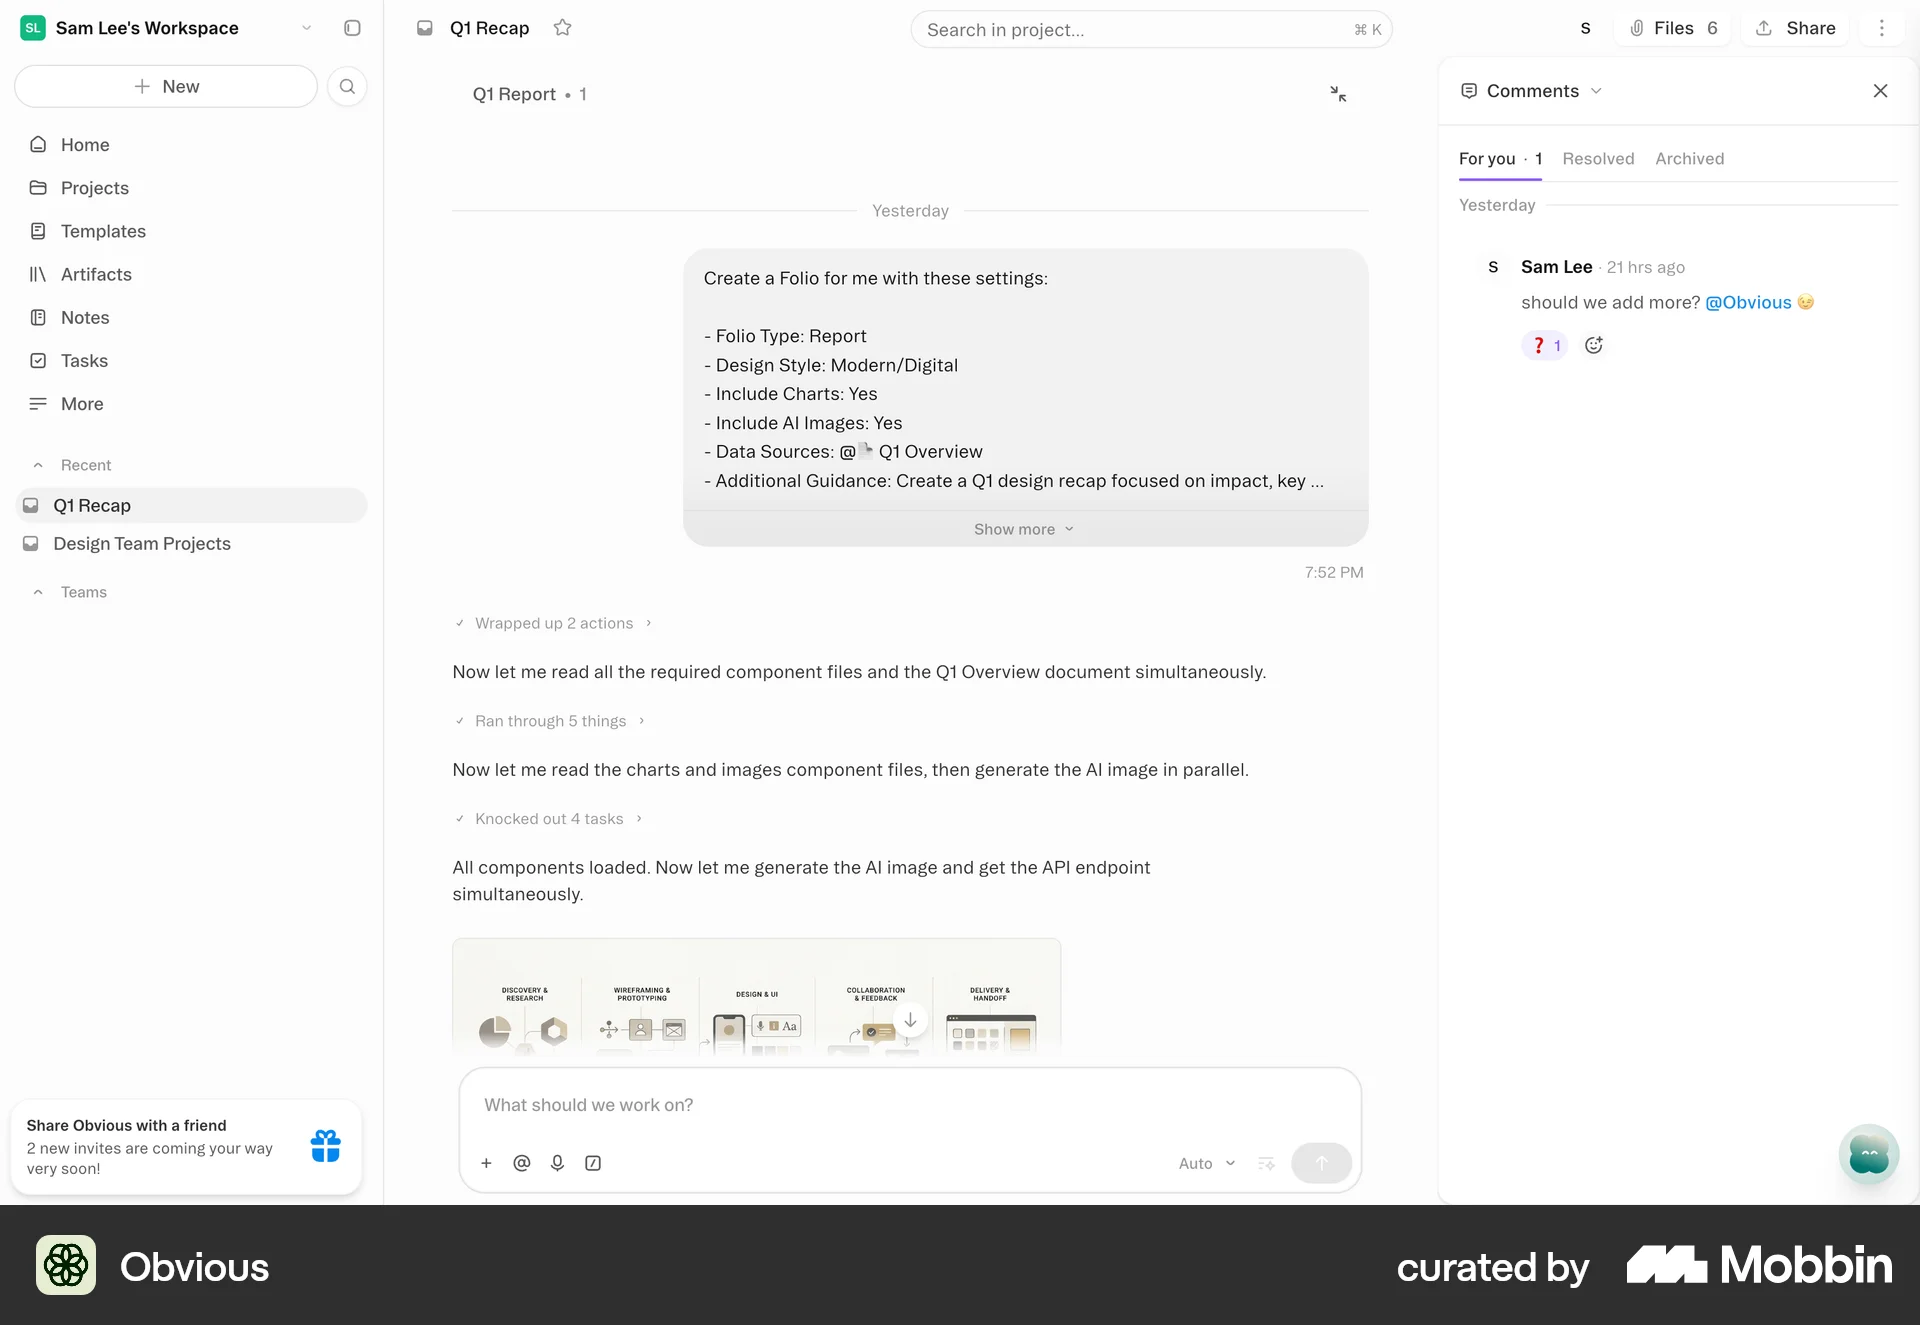 SL Sam Lee's Workspace
New
Home
Projects
Templates
Artifacts
Notes
Tasks
More
Recent
Q1 Recap
Design Team Projects
Teams
Share Obvious with a friend
2 new invites are coming your way
very soon!
Q1 Recap
Search in project... ⌘ K
S
Files 6
Share
Q1 Report • 1
Yesterday
Create a Folio for me with these settings:
- Folio Type: Report
- Design Style: Modern/Digital
- Include Charts: Yes
- Include AI Images: Yes
- Data Sources: @ Q1 Overview
- Additional Guidance: Create a Q1 design recap focused on impact, key ...
Show more
7:52 PM
Wrapped up 2 actions
Now let me read all the required component files and the Q1 Overview document simultaneously.
Ran through 5 things
Now let me read the charts and images component files, then generate the AI image in parallel.
Knocked out 4 tasks
All components loaded. Now let me generate the AI image and get the API endpoint
simultaneously.
DISCOVERY &
RESEARCH
WIREFRAMING &
PROTOTYPING
DESIGN & UI
Aa
COLLABORATION
& FEEDBACK
DELIVERY &
HANDOFF
What should we work on?
Auto
Comments
For you · 1 Resolved Archived
Yesterday
S Sam Lee · 21 hrs ago
should we add more? @Obvious 😉
❓ 1
Obvious
curated by Mobbin